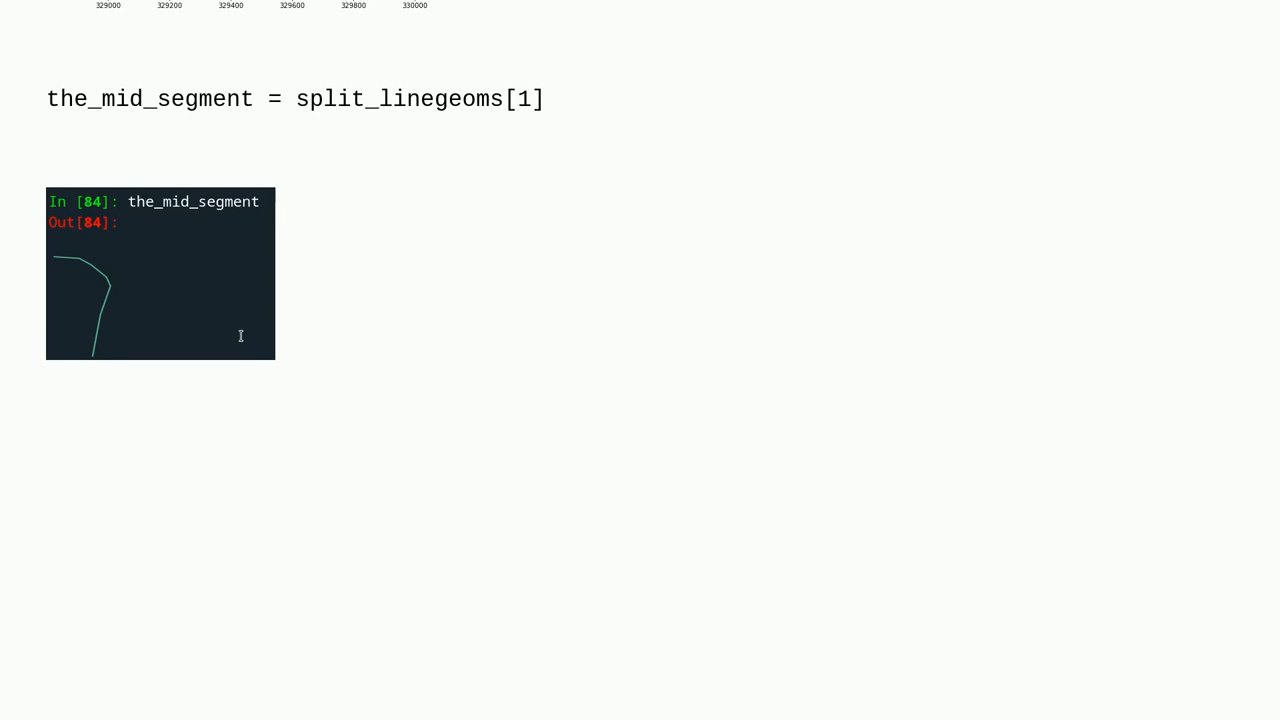 329000 329200 329400 329600 329800 330000
the_mid_segment = split_linegeoms[1]
In [84]: the_mid_segment
Out[84]: